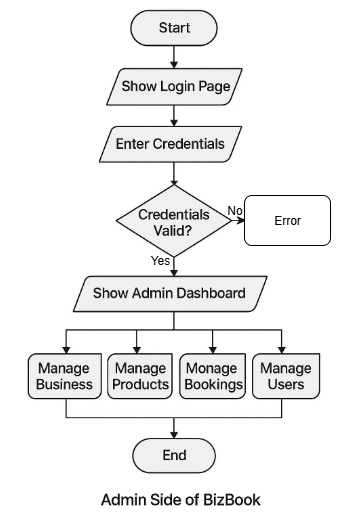 Start
Show Login Page
Enter Credentials
Credentials
Valid?
No
Error
Yes
Show Admin Dashboard
Manage
Business
Manage
Products
Monage
Bookings
Manage
Users
End
Admin Side of BizBook